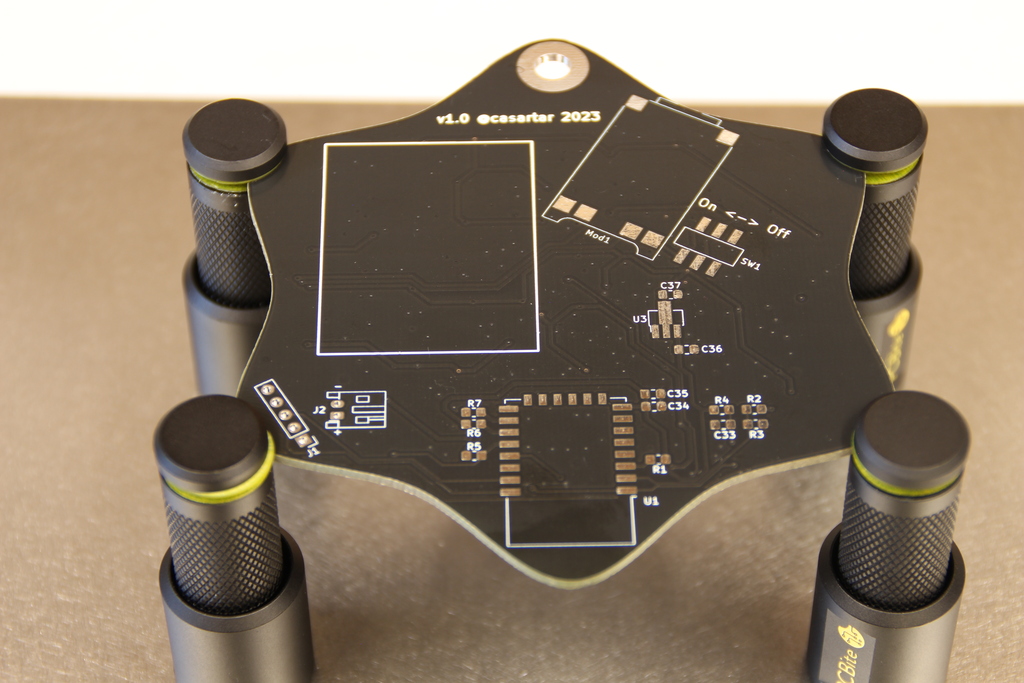 v1.0 @casartar 2023
On <--> Off
Mod1
SW1
C37
U3
C36
J2
-
+
J1
R7
R6
R5
C35
C34
R4
R2
C33
R3
R1
U1
PCBite